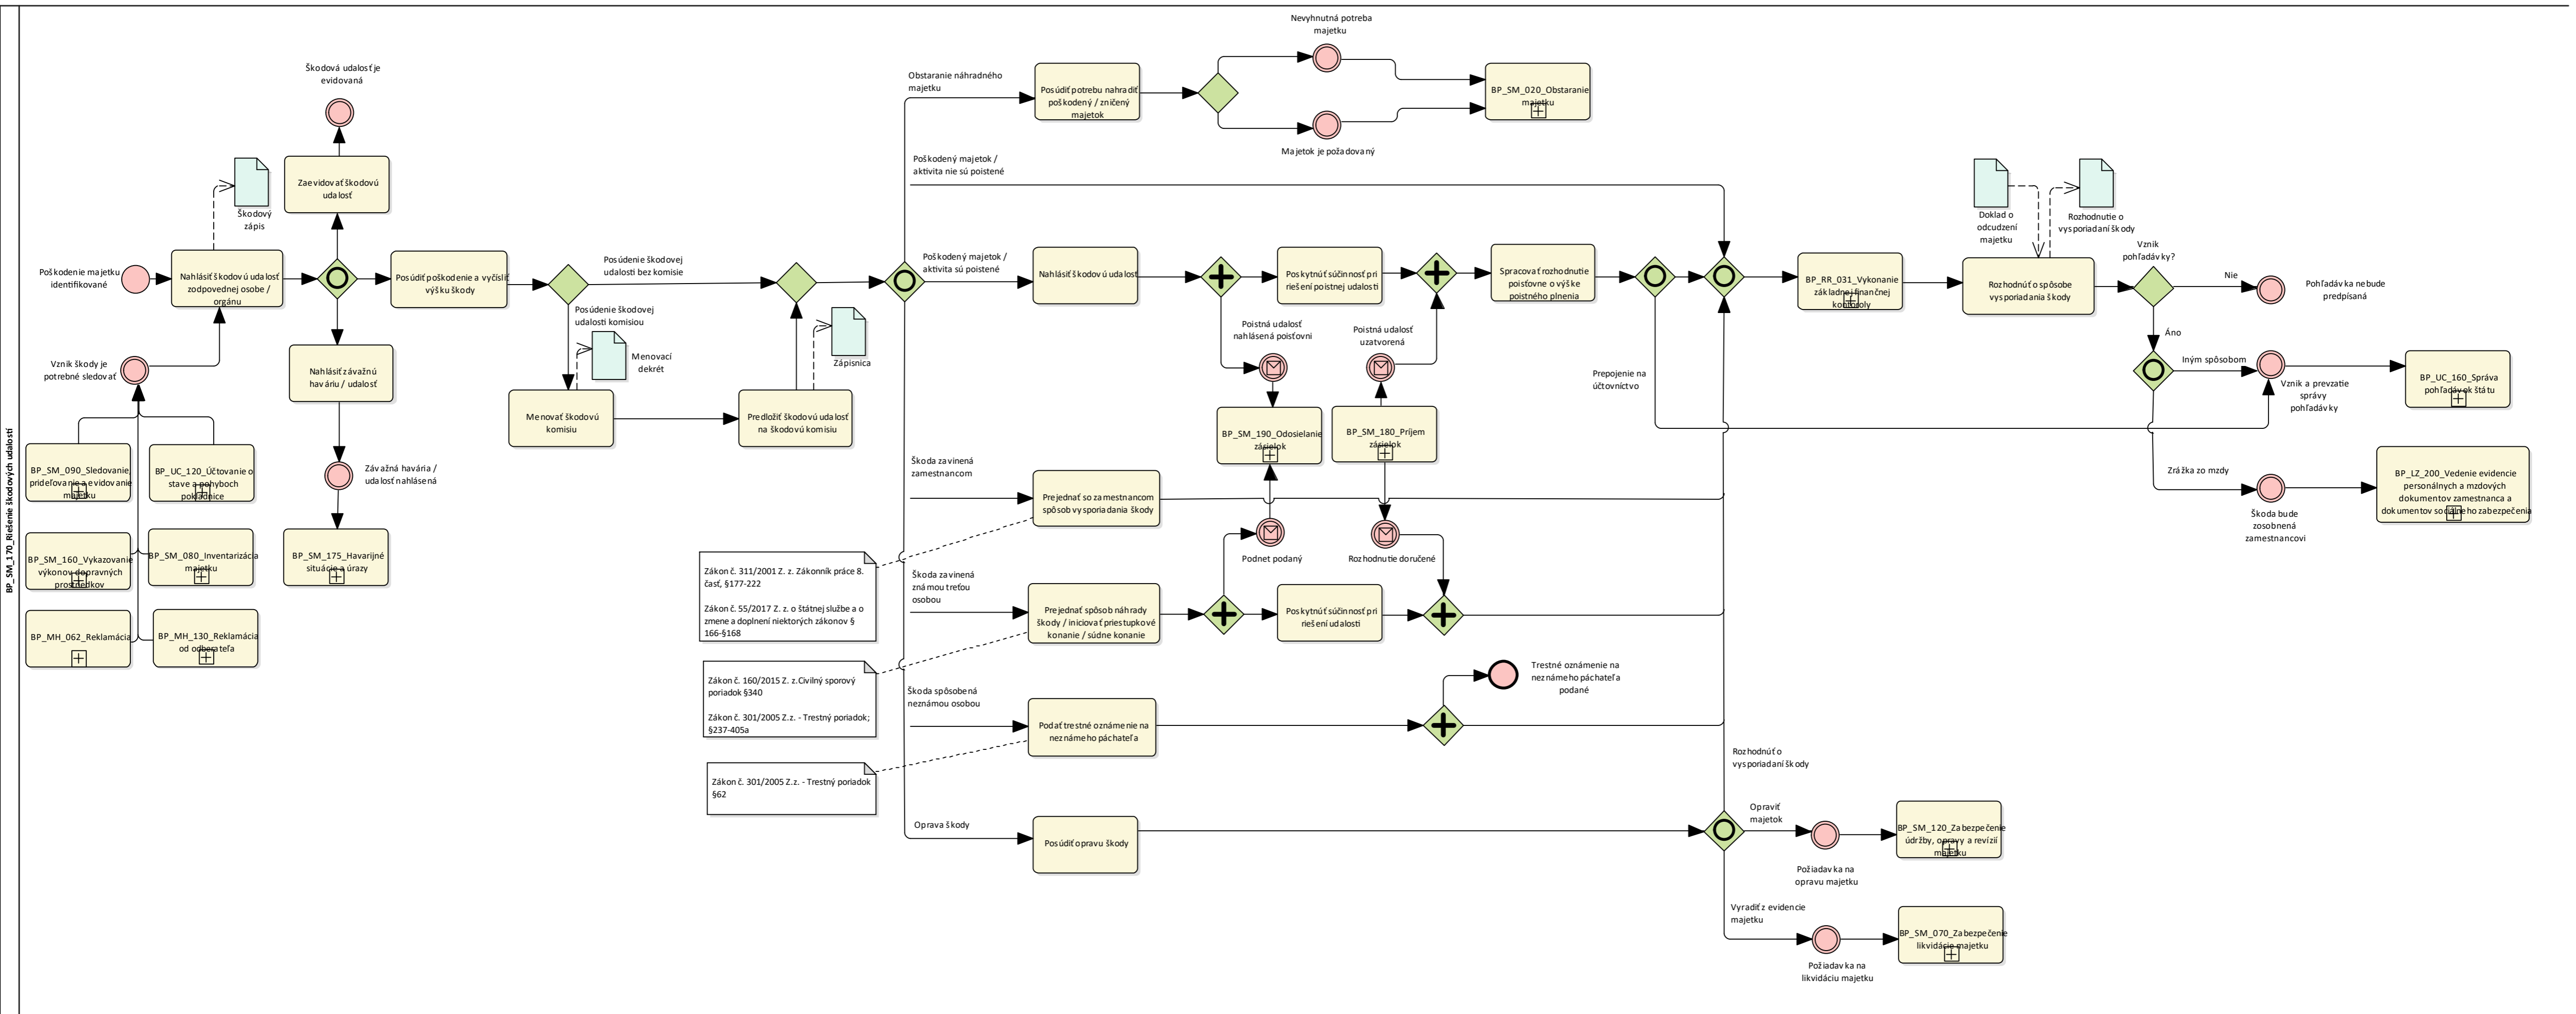 BP_SM_170_Riešenie škodových udalostí
Poškodenie majetku
identifikované
Nahlásiť škodovú udalosť
zodpovednej osobe /
orgánu
Škodový
zápis
Vznik škody je
potrebné sledovať
BP_SM_090_Sledovanie,
prideľovanie a evidovanie
majetku
BP_UC_120_Účtovanie o
stave a pohyboch
pokladnice
BP_SM_160_Vykazovanie
výkonov dopravných
prostriedkov
BP_SM_080_Inventarizácia
majetku
BP_MH_062_Reklamácia
BP_MH_130_Reklamácia
od odberateľa
Škodová udalosť je
evidovaná
Zaevidovať škodovú
udalosť
Nahlásiť závažnú
haváriu / udalosť
Závažná havária /
udalosť nahlásená
BP_SM_175_Havarijné
situácie a úrazy
Posúdiť poškodenie a vyčísliť
výšku škody
Posúdenie škodovej
udalosti bez komisie
Posúdenie škodovej
udalosti komisiou
Menovací
dekrét
Menovať škodovú
komisiu
Zápisnica
Predložiť škodovú udalosť
na škodovú komisiu
Obstaranie náhradného
majetku
Posúdiť potrebu nahradiť
poškodený / zničený
majetok
Nevyhnutná potreba
majetku
Majetok je požadovaný
BP_SM_020_Obstaranie
majetku
Poškodený majetok /
aktivita nie sú poistené
Poškodený majetok /
aktivita sú poistené
Nahlásiť škodovú udalosť
Poskytnúť súčinnosť pri
riešení poistnej udalosti
Spracovať rozhodnutie
poisťovne o výške
poistného plnenia
Poistná udalosť
nahlásená poisťovni
Poistná udalosť
uzatvorená
BP_SM_190_Odosielanie
zásielok
BP_SM_180_Príjem
zásielok
Prepojenie na
účtovníctvo
Škoda zavinená
zamestnancom
Prejednať so zamestnancom
spôsob vysporiadania škody
Podnet podaný
Rozhodnutie doručené
Zákon č. 311/2001 Z. z. Zákonník práce 8.
časť, §177-222
Zákon č. 55/2017 Z. z. o štátnej službe a o
zmene a doplnení niektorých zákonov §
166-§168
Škoda zavinená
známou treťou
osobou
Prejednať spôsob náhrady
škody / iniciovať priestupkové
konanie / súdne konanie
Poskytnúť súčinnosť pri
riešení udalosti
Zákon č. 160/2015 Z. z.Civilný sporový
poriadok §340
Zákon č. 301/2005 Z.z. - Trestný poriadok;
§237-405a
Škoda spôsobená
neznámou osobou
Podať trestné oznámenie na
neznámeho páchateľa
Trestné oznámenie na
neznámeho páchateľa
podané
Zákon č. 301/2005 Z.z. - Trestný poriadok
§62
Oprava škody
Posúdiť opravu škody
Rozhodnúť o
vysporiadaní škody
Opraviť
majetok
Požiadavka na
opravu majetku
BP_SM_120_Zabezpečenie
údržby, opravy a revízií
majetku
Vyradiť z evidencie
majetku
Požiadavka na
likvidáciu majetku
BP_SM_070_Zabezpečenie
likvidácie majetku
BP_RR_031_Vykonanie
základnej finančnej
kontroly
Doklad o
odcudzení
majetku
Rozhodnutie o
vysporiadaní škody
Rozhodnúť o spôsobe
vysporiadania škody
Vznik
pohľadávky?
Nie
Pohľadávka nebude
predpísaná
Áno
Iným spôsobom
Vznik a prevzatie
správy
pohľadávky
BP_UC_160_Správa
pohľadávok štátu
Zrážka zo mzdy
Škoda bude
zosobnená
zamestnancovi
BP_LZ_200_Vedenie evidencie
personálnych a mzdových
dokumentov zamestnanca a
dokumentov sociálneho zabezpečenia